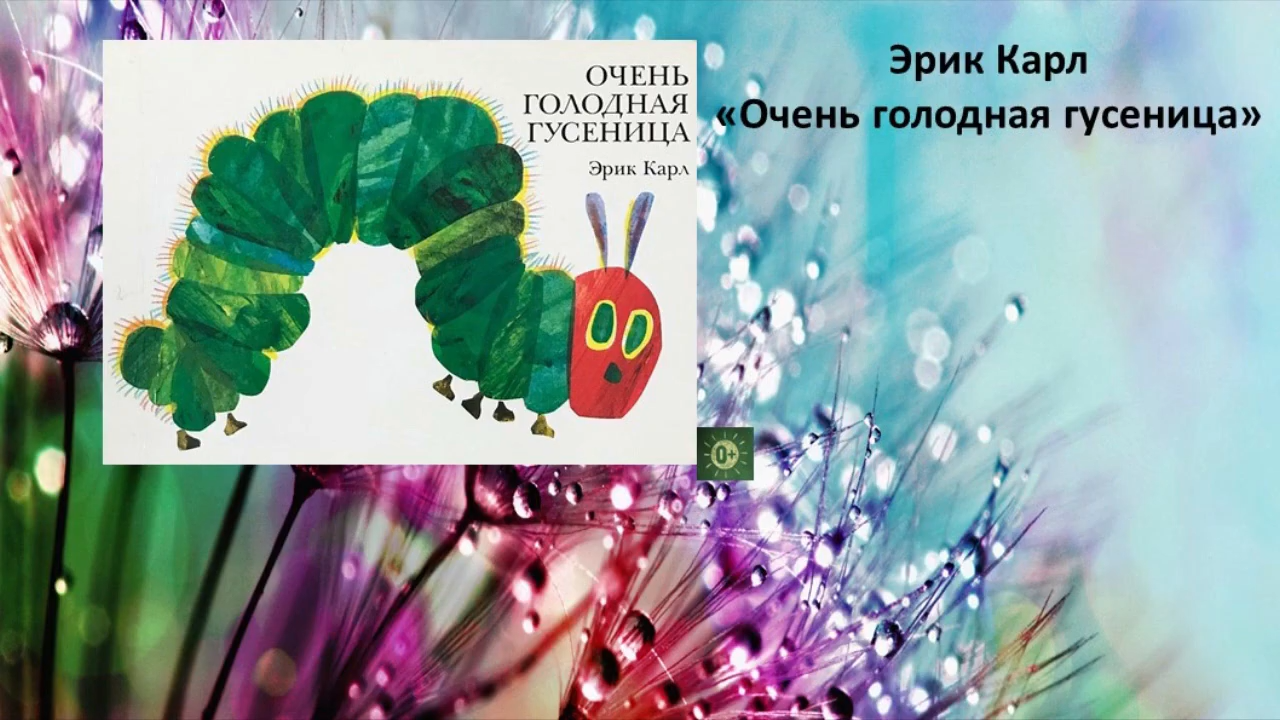 ОЧЕНЬ
ГОЛОДНАЯ
ГУСЕНИЦА
Эрик Карл
Эрик Карл
«Очень голодная гусеница»
0+